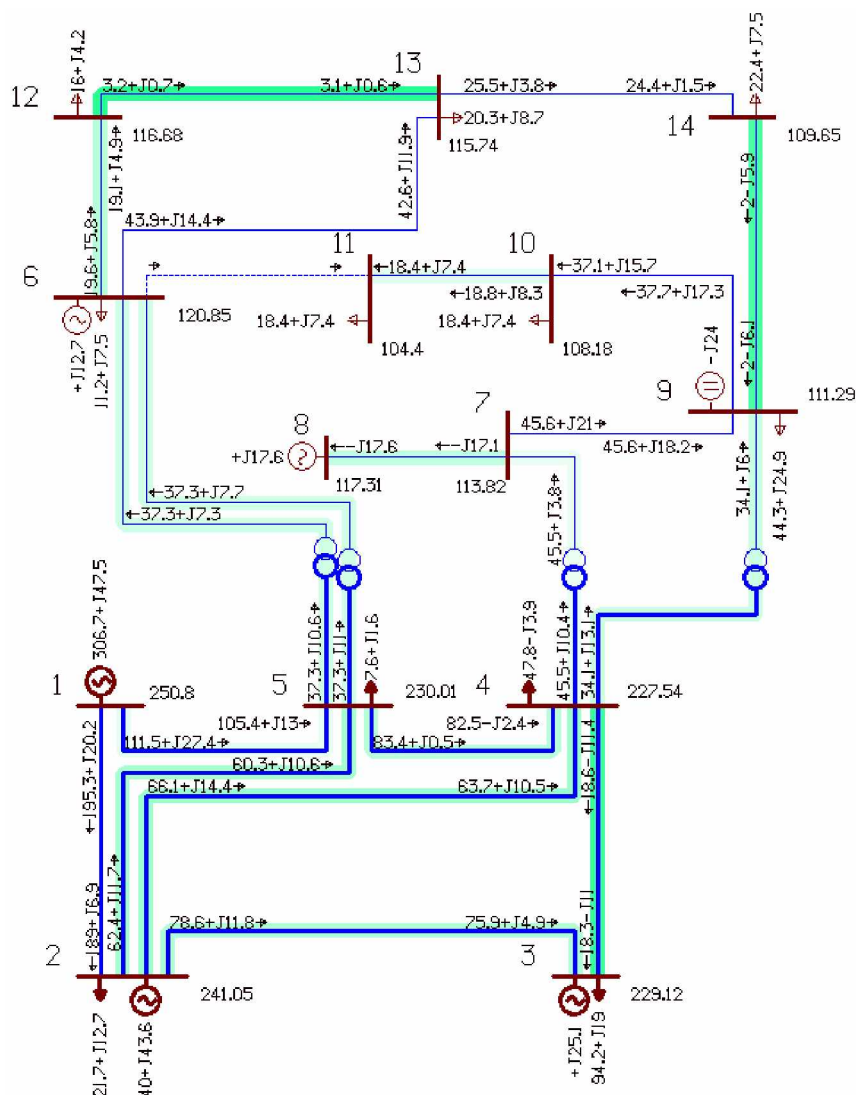 3.2+J0.7→
3.1+J0.6→
13
25.5+J3.8→
24.4+J1.5→
22.4+J7.5
12
16+J4.2
116.68
19.1+J4.9→
20.3+J8.7
115.74
14
109.65
42.6+J11.9→
←2-J5.9
43.9+J14.4→
19.6+J5.8→
6
11
10
←18.4+J7.4
←37.1+J15.7
←18.8+J8.3
←37.7+J17.3
120.85
+J12.7
11.2+J7.5
18.4+J7.4
104.4
18.4+J7.4
108.18
-J24
←2-J6.1
9
111.29
7
8
45.6+J21→
45.6+J18.2→
+J17.6
←-J17.6
←-J17.1
117.31
113.82
34.1+J6→
44.3+J24.9
←37.3+J7.7
←37.3+J7.3
45.5+J3.8→
306.7+J47.5
37.3+J10.6→
37.3+J11→
7.6+J1.6
47.8-J3.9
45.5+J10.4→
34.1+J13.1→
1
250.8
5
230.01
4
227.54
105.4+J13→
82.5-J2.4→
111.5+J27.4→
83.4+J0.5→
←195.3+J20.2
60.3+J10.6→
←18.6-J11.4
66.1+J14.4→
63.7+J10.5→
←189+J6.9
62.4+J11.7→
78.6+J11.8→
75.9+J4.9→
←18.3-J11
2
241.05
3
229.12
21.7+J12.7
40+J43.6
+J25.1
94.2+J19